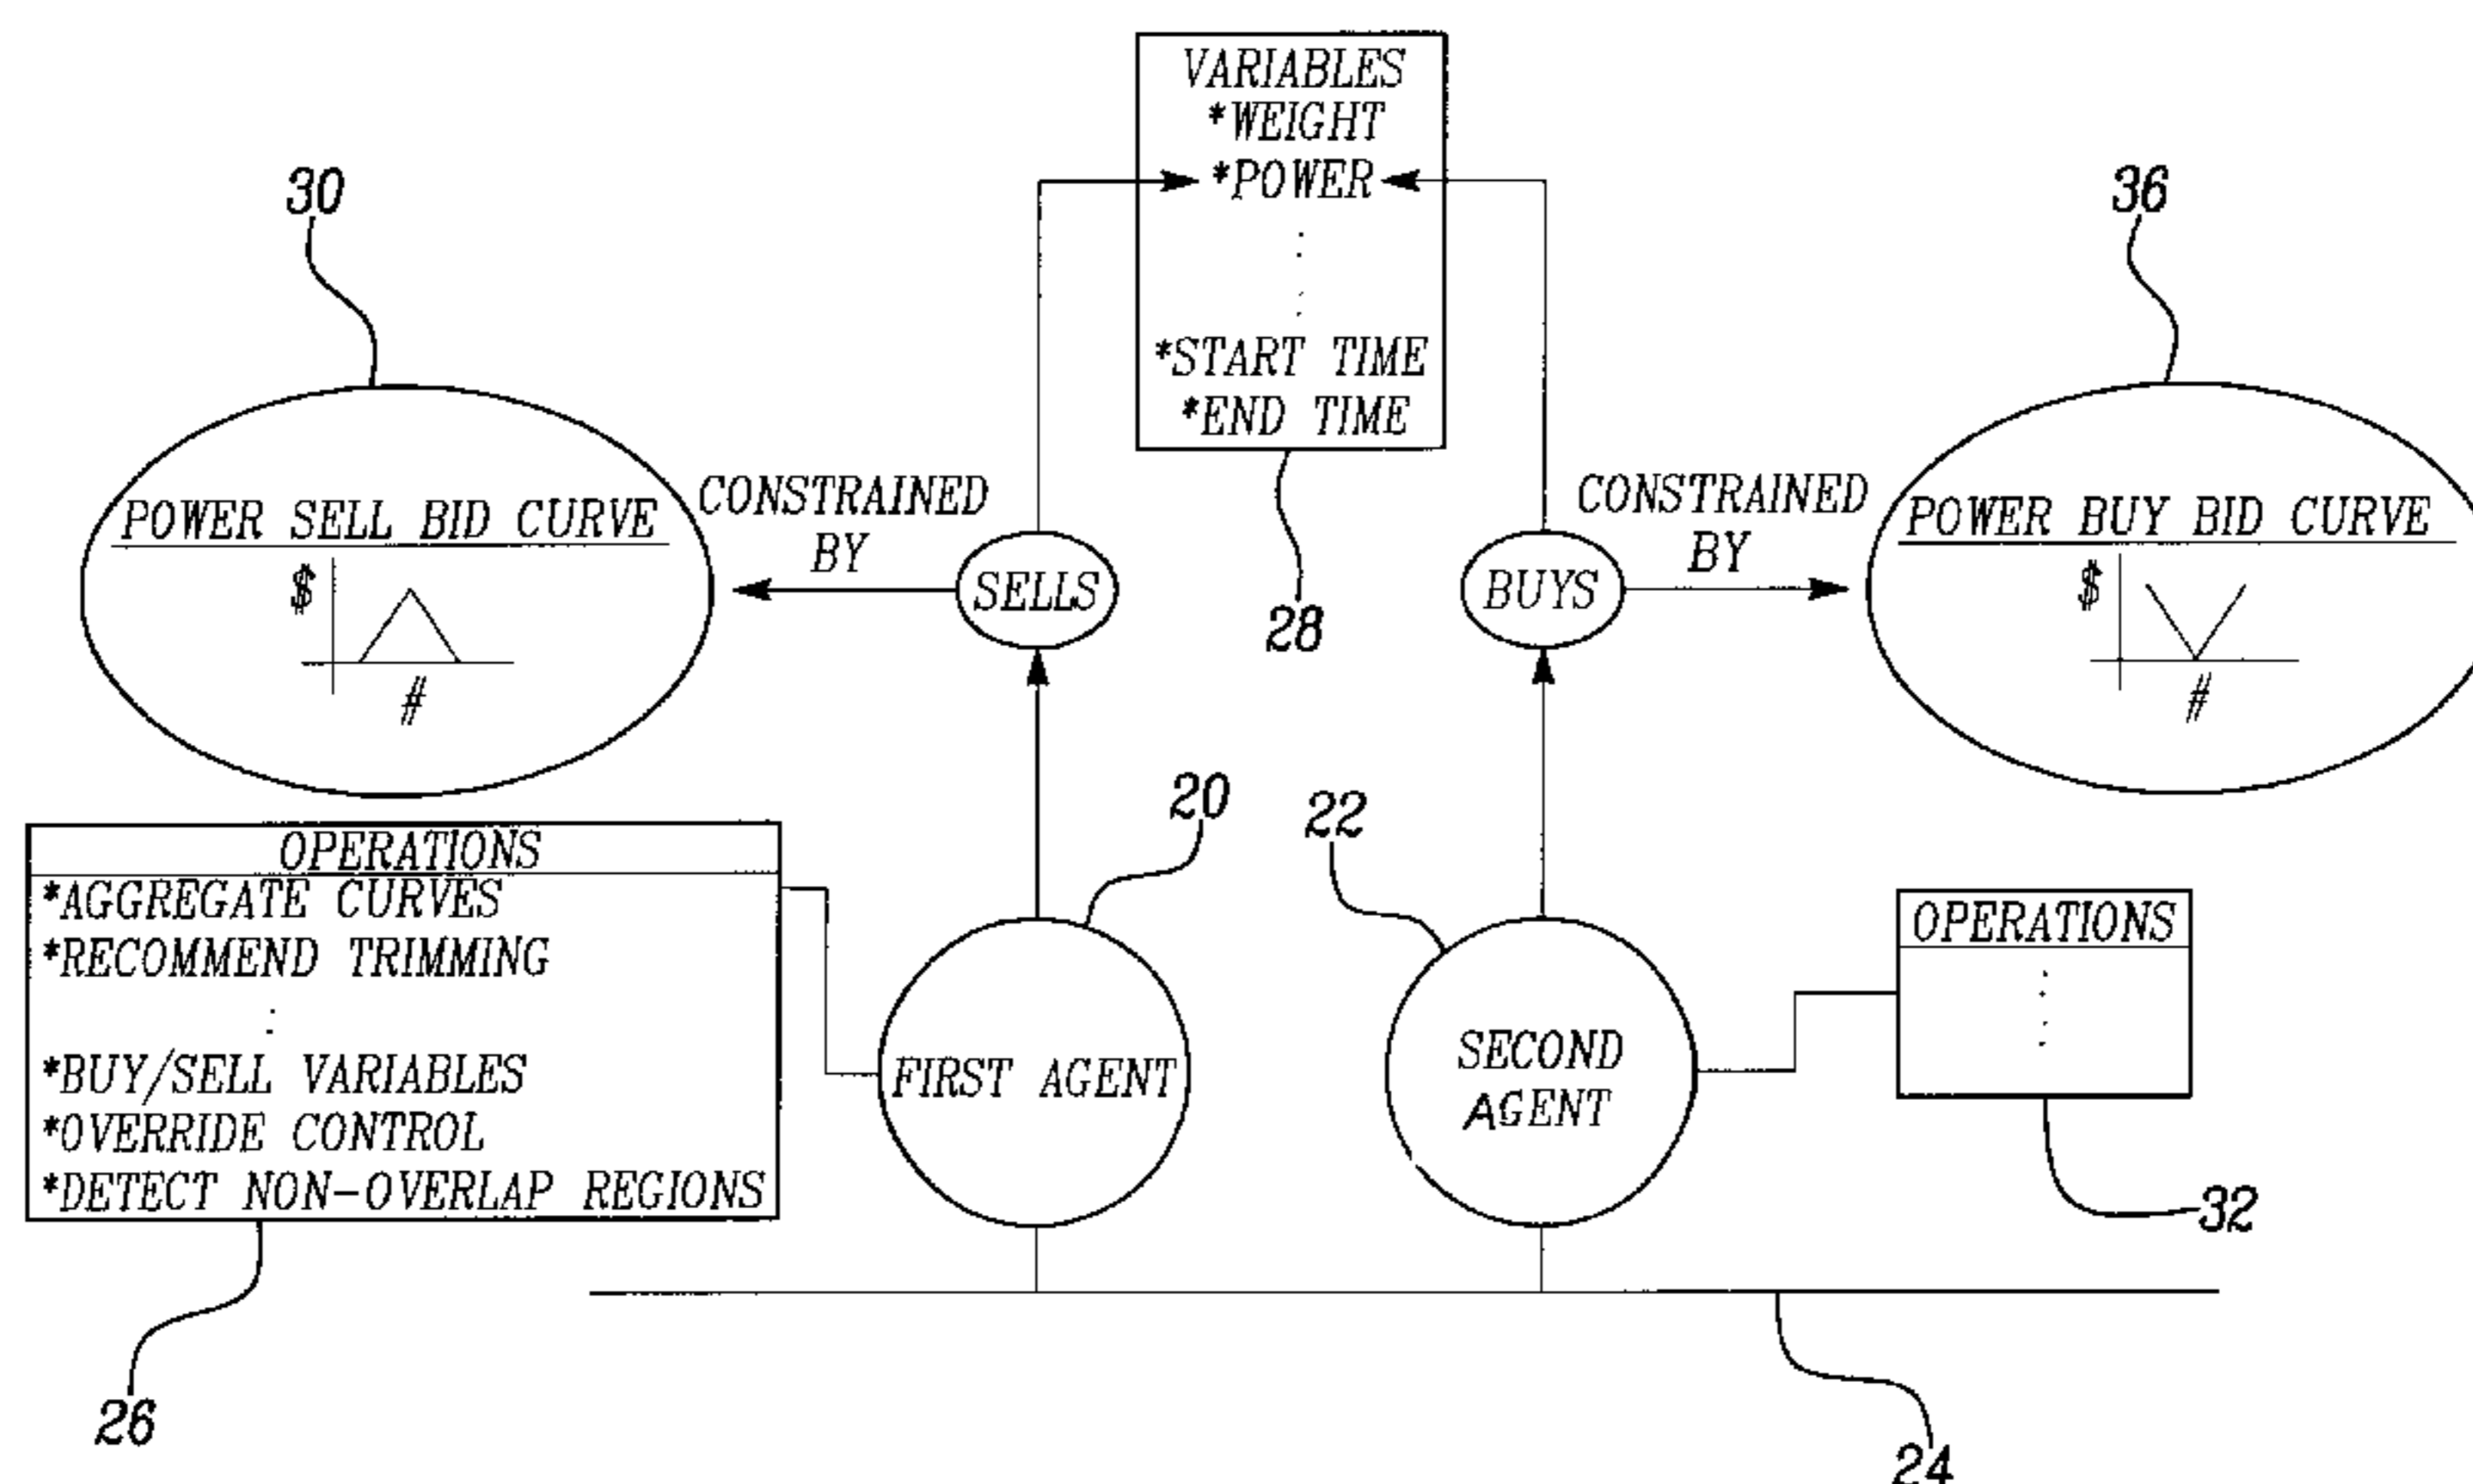 VARIABLES
*WEIGHT
*POWER
*START TIME
*END TIME
30
36
POWER SELL BID CURVE
$
#
CONSTRAINED
BY
SELLS
28
BUYS
CONSTRAINED
BY
POWER BUY BID CURVE
$
#
20
22
OPERATIONS
*AGGREGATE CURVES
*RECOMMEND TRIMMING
*BUY/SELL VARIABLES
*OVERRIDE CONTROL
*DETECT NON-OVERLAP REGIONS
FIRST AGENT
SECOND
AGENT
OPERATIONS
32
26
24